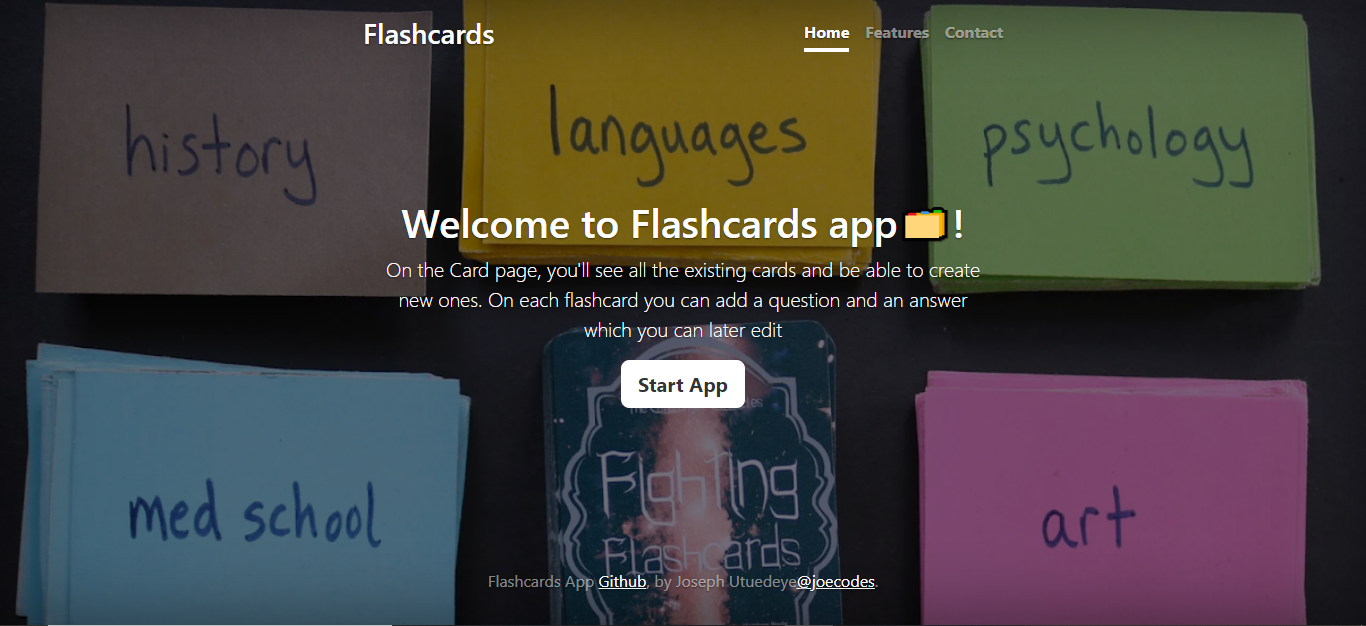 Flashcards
Home Features Contact
history
languages
psychology
Welcome to Flashcards app🗂️!
On the Card page, you'll see all the existing cards and be able to create
new ones. On each flashcard you can add a question and an answer
which you can later edit
Start App
med school
Fighting
Flashcards
art
Flashcards App Github, by Joseph Utuedeye@joecodes.